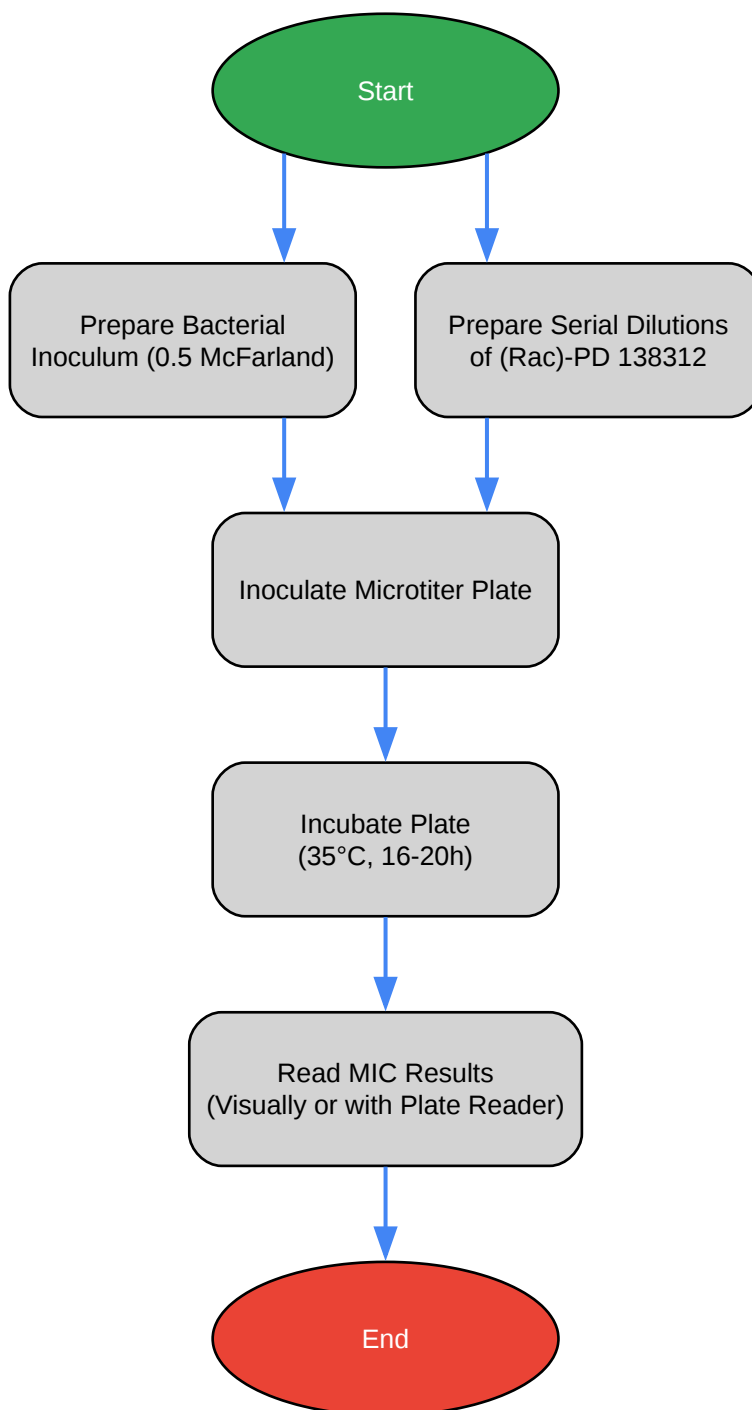 Start
Prepare Bacterial
Inoculum (0.5 McFarland)
Prepare Serial Dilutions
of (Rac)-PD 138312
Inoculate Microtiter Plate
Incubate Plate
(35°C, 16-20h)
Read MIC Results
(Visually or with Plate Reader)
End